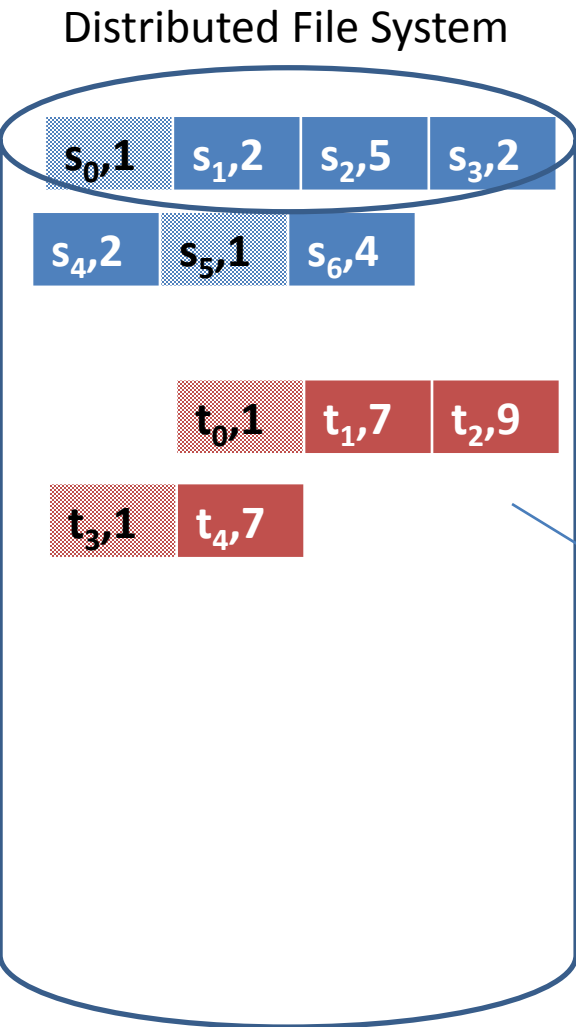 Distributed File System
s₀,1 s₁,2 s₂,5 s₃,2
s₄,2 s₅,1 s₆,4
t₀,1 t₁,7 t₂,9
t₃,1 t₄,7